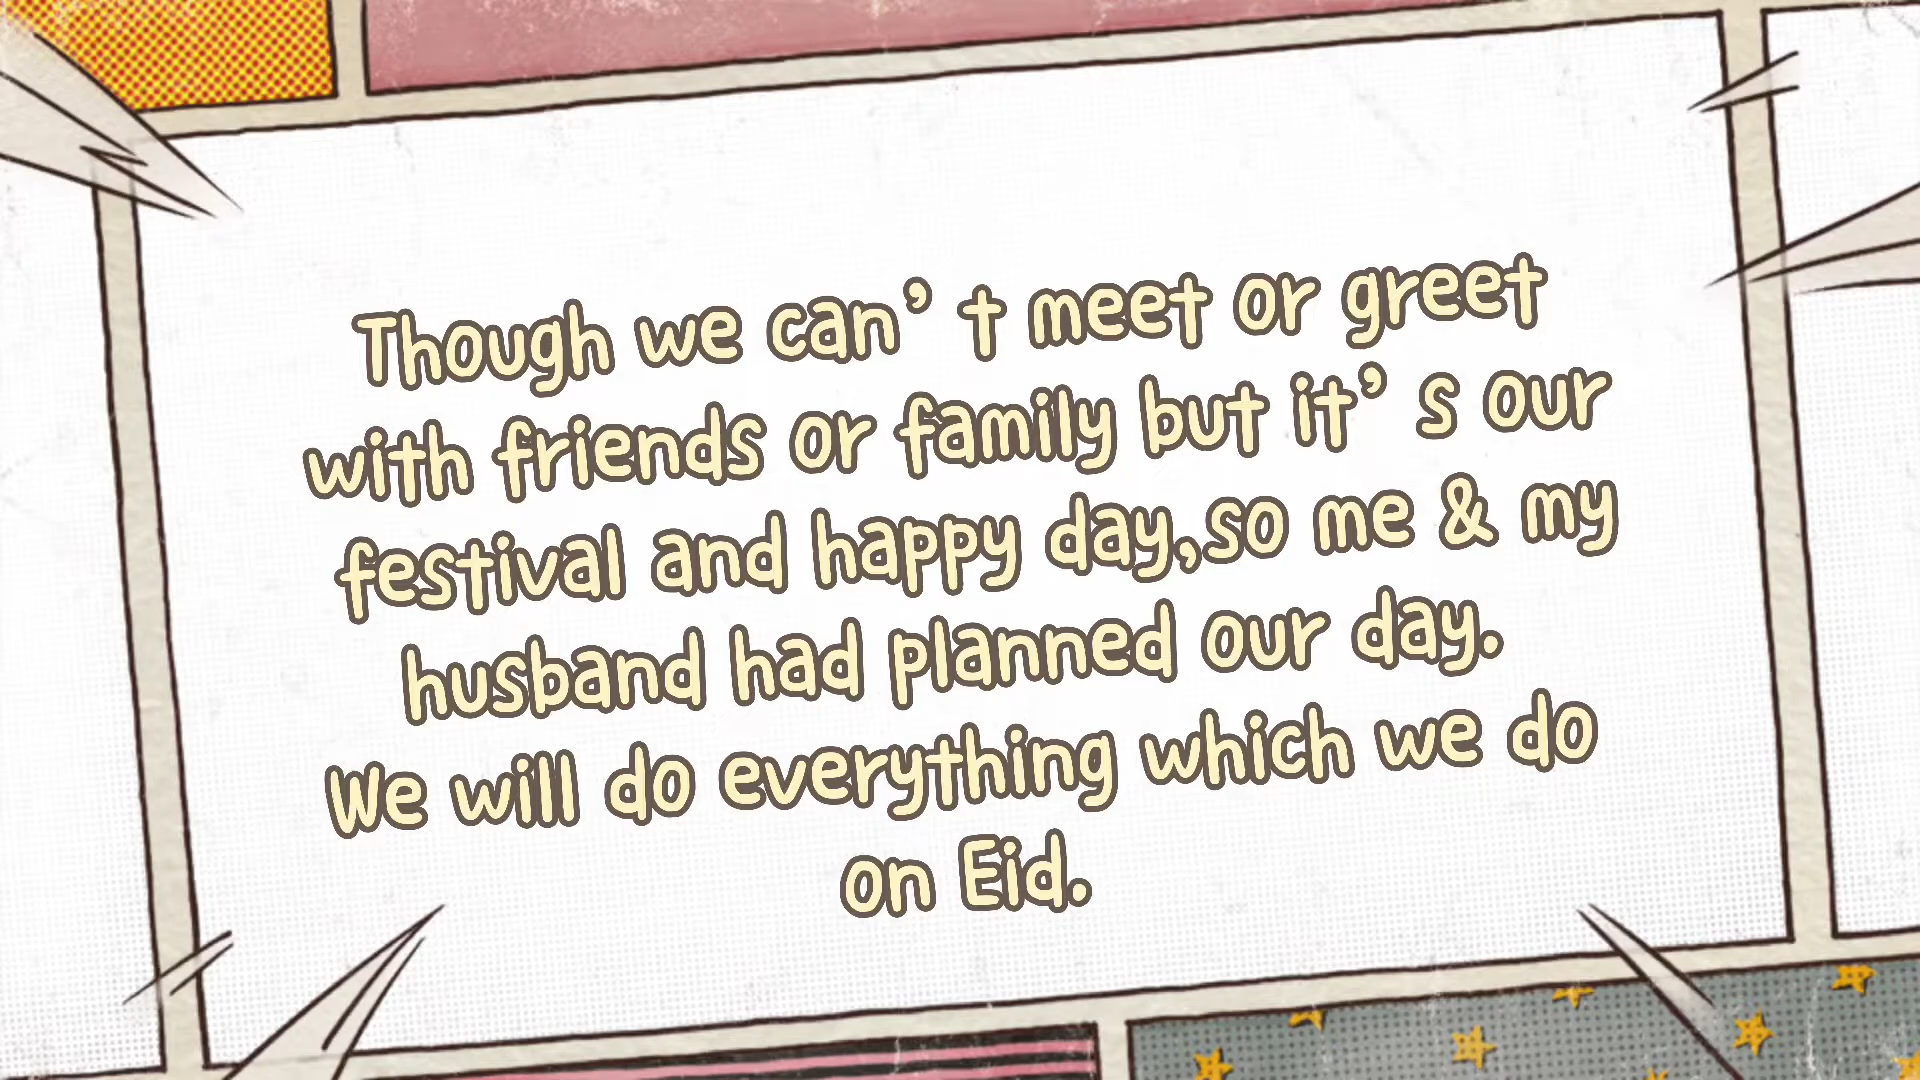 Though we can’t meet or greet
with friends or family but it’s our
festival and happy day,so me & my
husband had planned our day.
We will do everything which we do
on Eid.